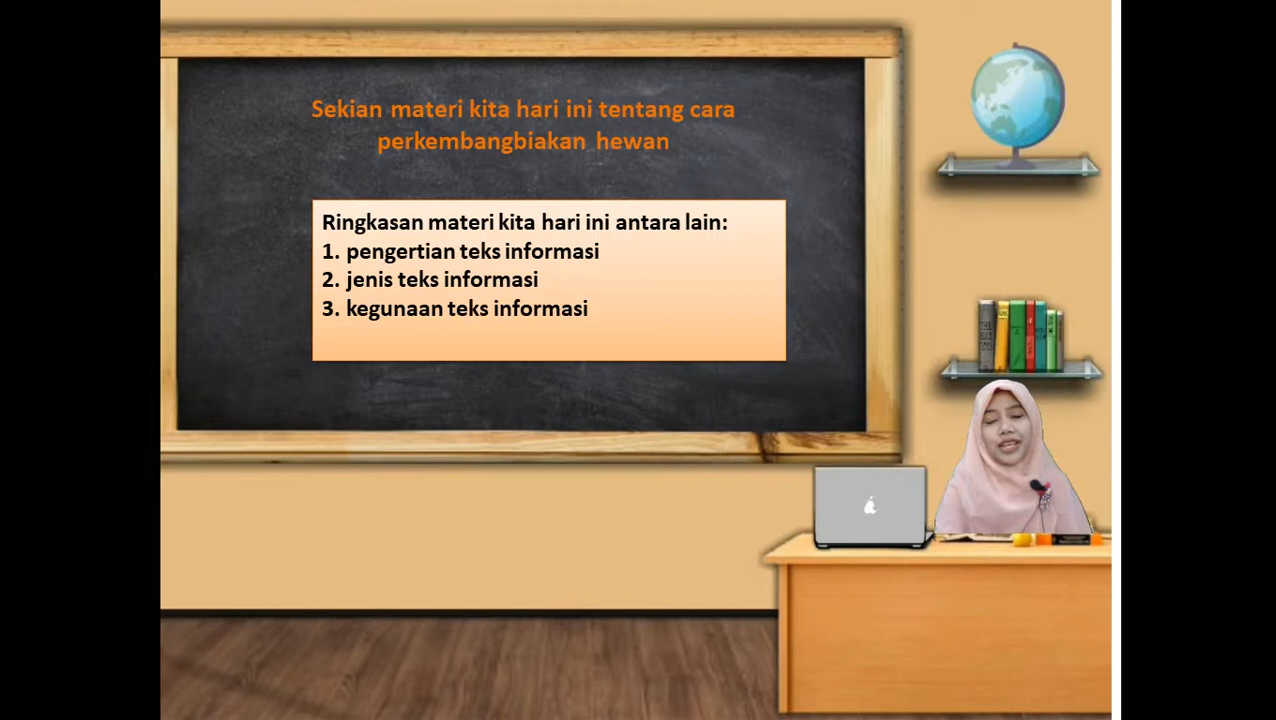 Sekian materi kita hari ini tentang cara
perkembangbiakan hewan
Ringkasan materi kita hari ini antara lain:
1. pengertian teks informasi
2. jenis teks informasi
3. kegunaan teks informasi